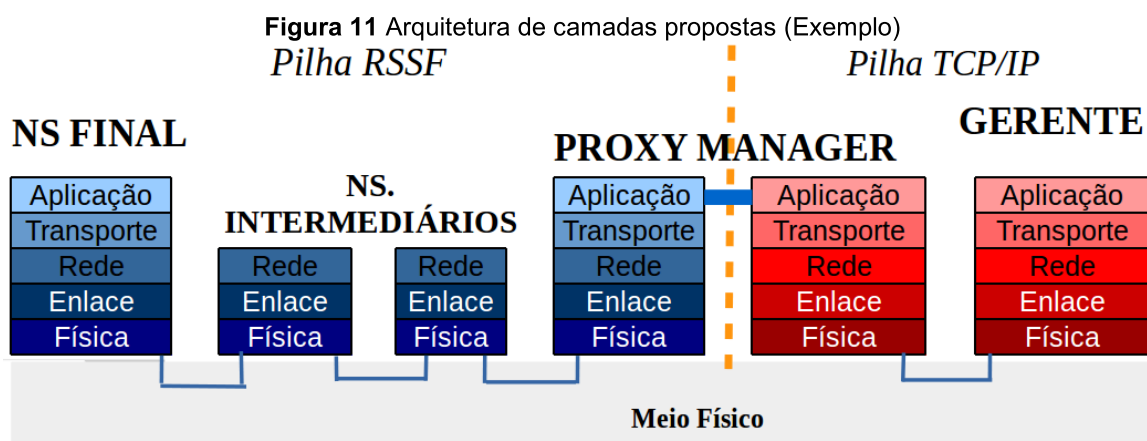 Figura 11 Arquitetura de camadas propostas (Exemplo)
Pilha RSSF
Pilha TCP/IP
NS FINAL
Aplicação
Transporte
Rede
Enlace
Física
NS.
INTERMEDIÁRIOS
Rede
Enlace
Física
Rede
Enlace
Física
PROXY MANAGER
Aplicação
Transporte
Rede
Enlace
Física
Aplicação
Transporte
Rede
Enlace
Física
GERENTE
Aplicação
Transporte
Rede
Enlace
Física
Meio Físico